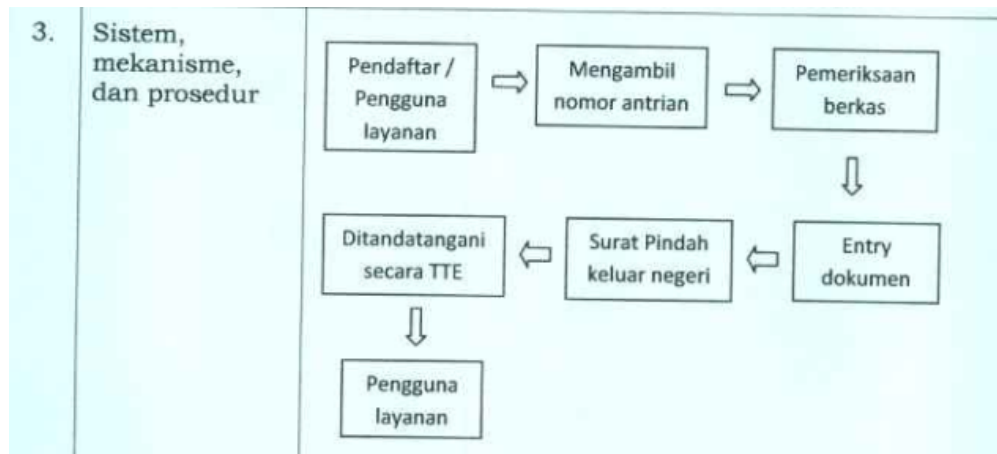 3.
Sistem,
mekanisme,
dan prosedur
Pendaftar /
Pengguna
layanan
Mengambil
nomor antrian
Pemeriksaan
berkas
Entry
dokumen
Surat Pindah
keluar negeri
Ditandatangani
secara TTE
Pengguna
layanan